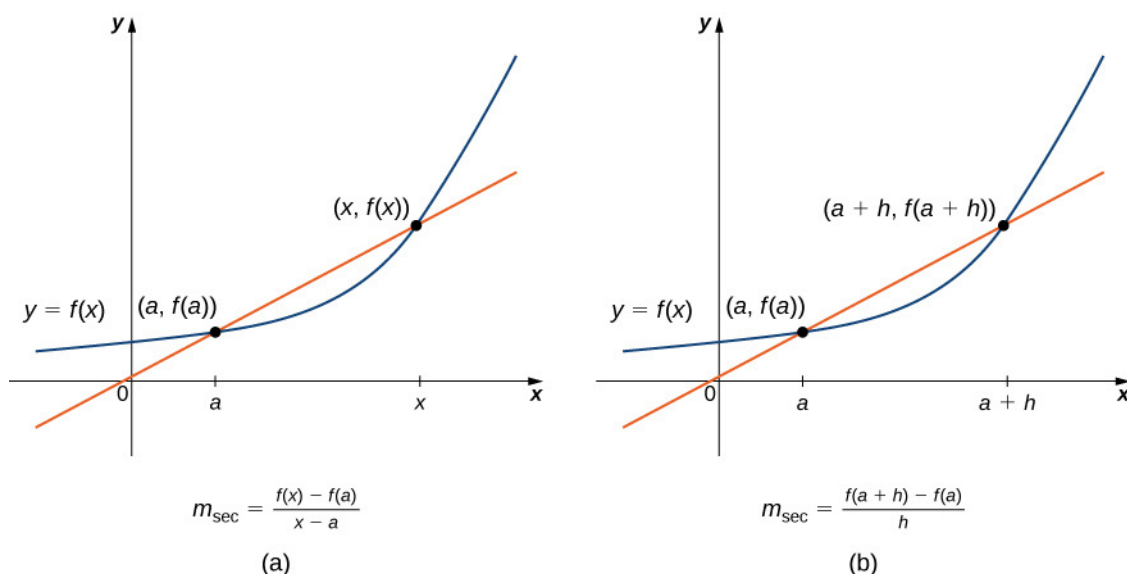 y
(x, f(x))
y = f(x)
(a, f(a))
0
a
x
x
m_sec = f(x) − f(a) / x − a
(a)
y
(a + h, f(a + h))
y = f(x)
(a, f(a))
0
a
a + h
x
m_sec = f(a + h) − f(a) / h
(b)